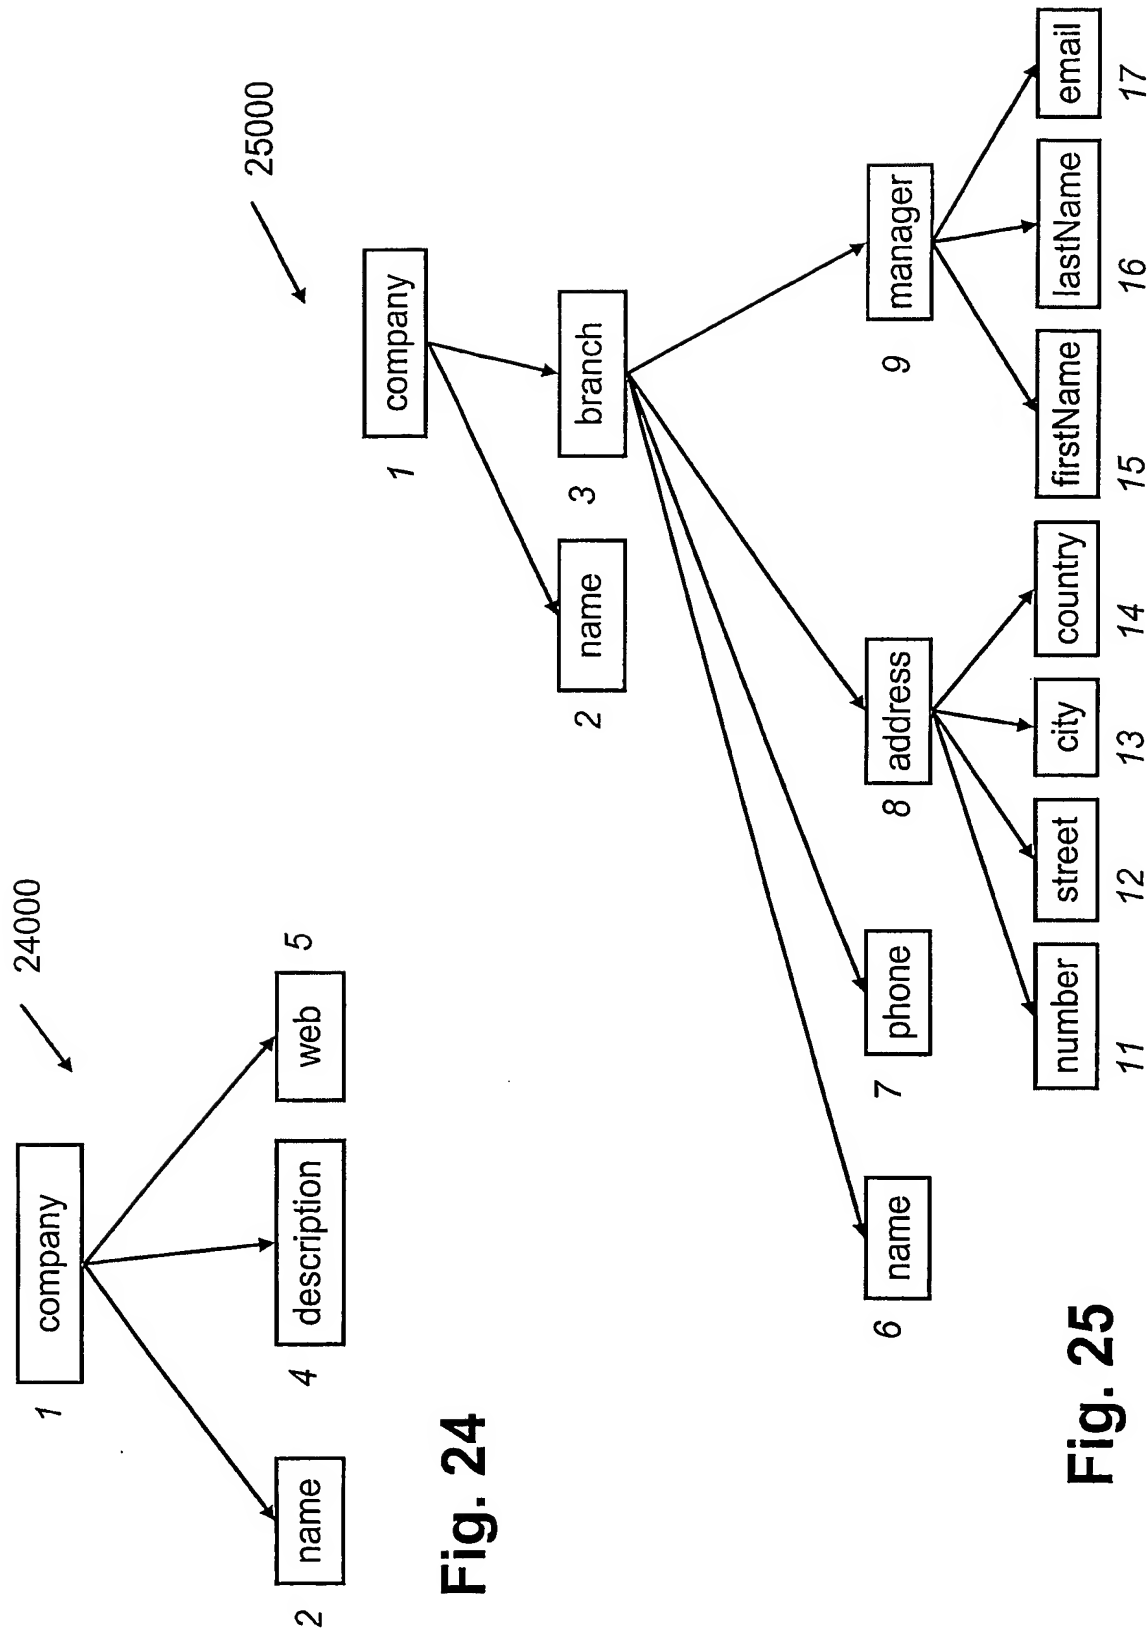 24000
1 company
2 name
4 description
web 5
Fig. 24
25000
1 company
2 name
3 branch
6 name
7 phone
8 address
9 manager
number
street
city
country
firstName
lastName
email
11
12
13
14
15
16
17
Fig. 25